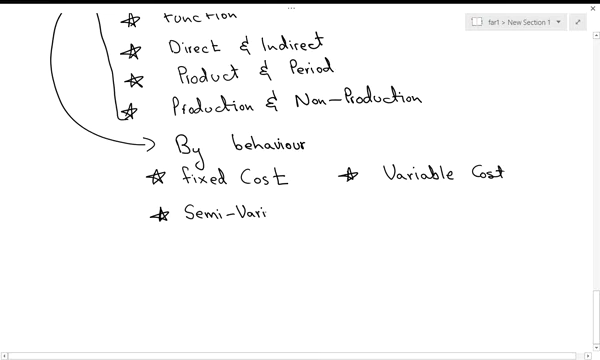 far1 > New Section 1
function
☆ Direct & Indirect
☆ Product & Period
☆ Production & Non-Production
By behaviour
☆ fixed Cost ☆ Variable Cost
☆ Semi-Vari